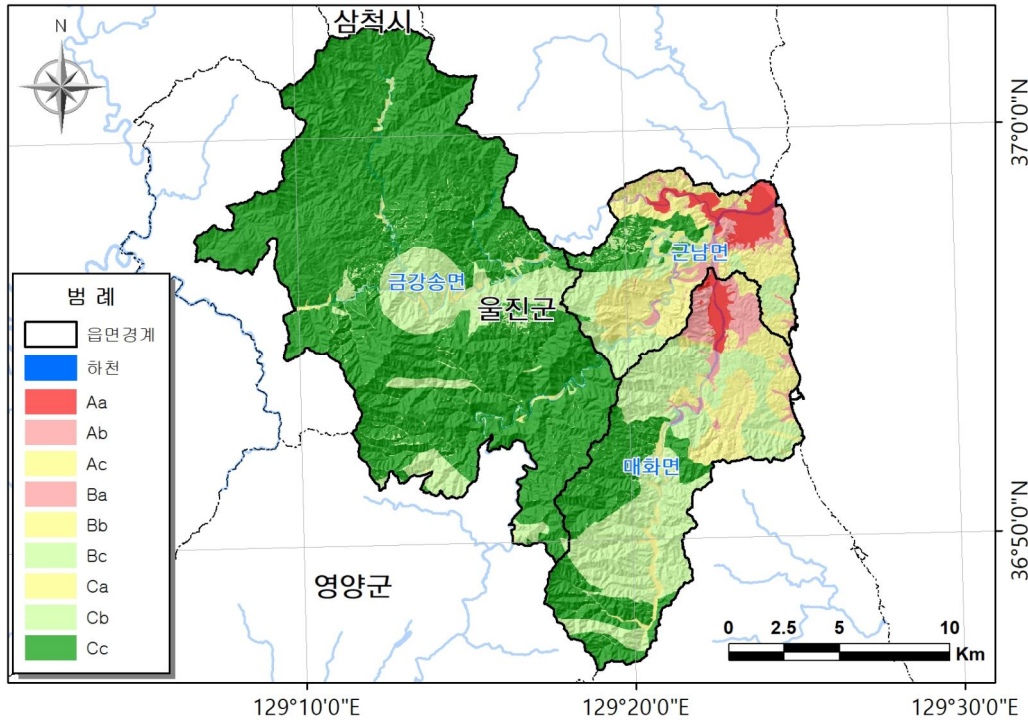 N
삼척시
37°0'0"N
근남면
금강송면
울진군
범 례
읍면경계
하천
Aa
Ab
Ac
Ba
Bb
Bc
Ca
Cb
Cc
매화면
36°50'0"N
영양군
0 2.5 5 10
Km
129°10'0"E 129°20'0"E 129°30'0"E